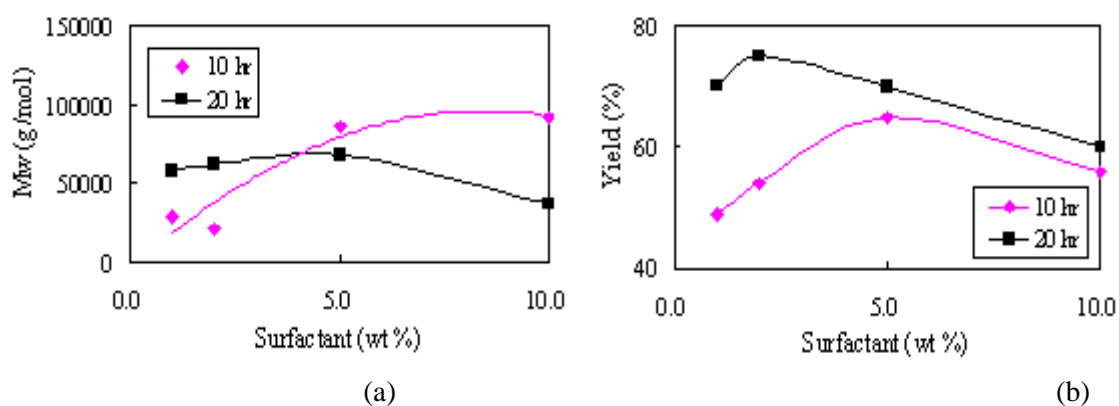 150000
100000
50000
0
Mw (g/mol)
10 hr
20 hr
0.0 5.0 10.0
Surfactant (wt %)
(a)
80
60
40
Yield (%)
10 hr
20 hr
0.0 5.0 10.0
Surfactant (wt %)
(b)